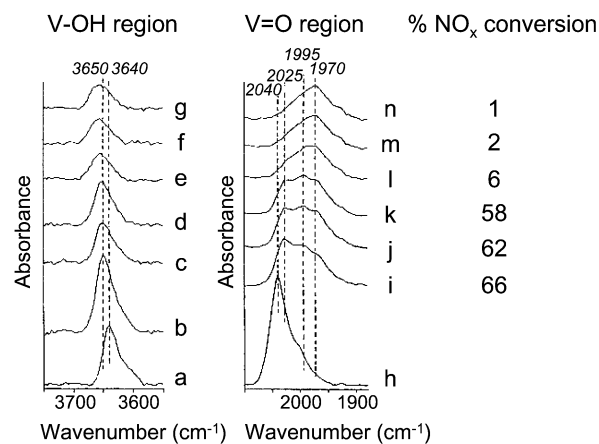 V-OH region
V=O region
% NOx conversion
3650 3640
1995
2025 1970
2040
g
f
e
d
c
b
a
n
m
l
k
j
i
h
1
2
6
58
62
66
Absorbance
Absorbance
3700 3600
2000 1900
Wavenumber (cm-1)
Wavenumber (cm-1)